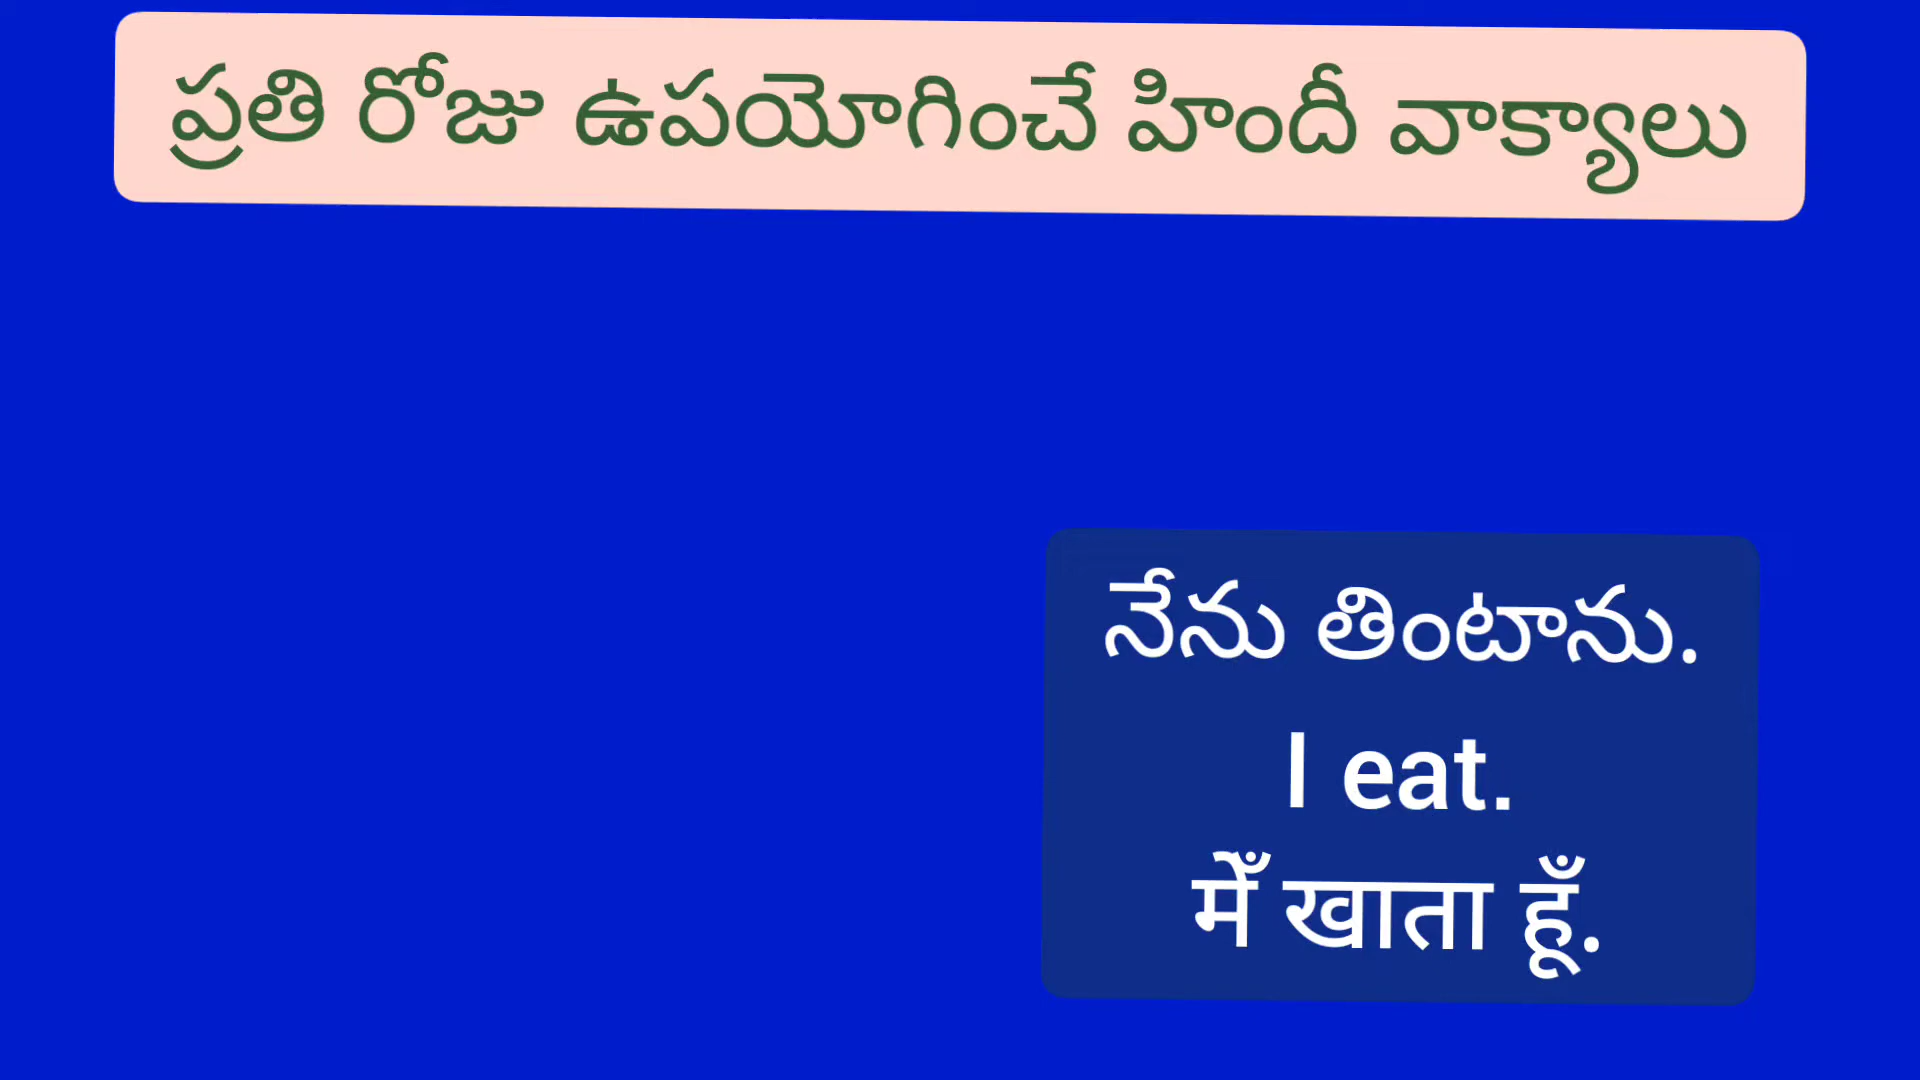 ప్రతి రోజు ఉపయోగించే హిందీ వాక్యాలు
నేను తింటాను.
I eat.
मेँ खाता हूँ.